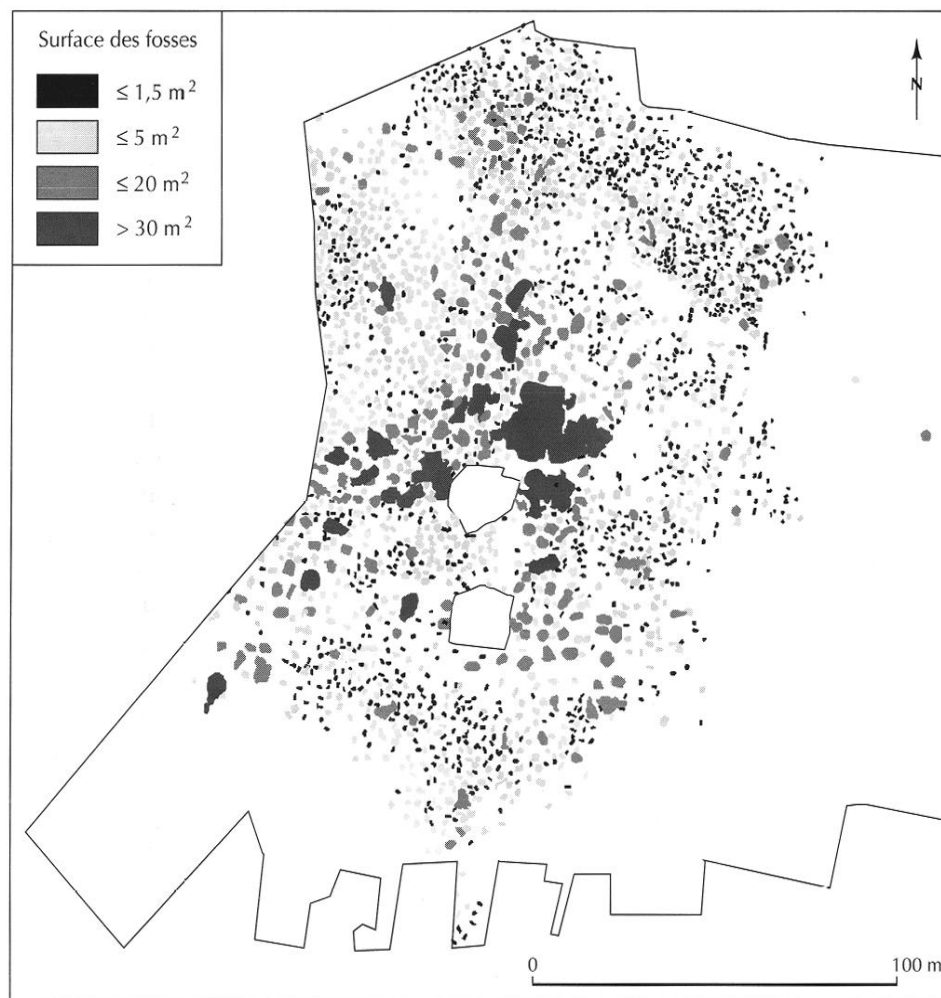 Surface des fosses
≤ 1,5 m²
≤ 5 m²
≤ 20 m²
> 30 m²
N
0 100 m